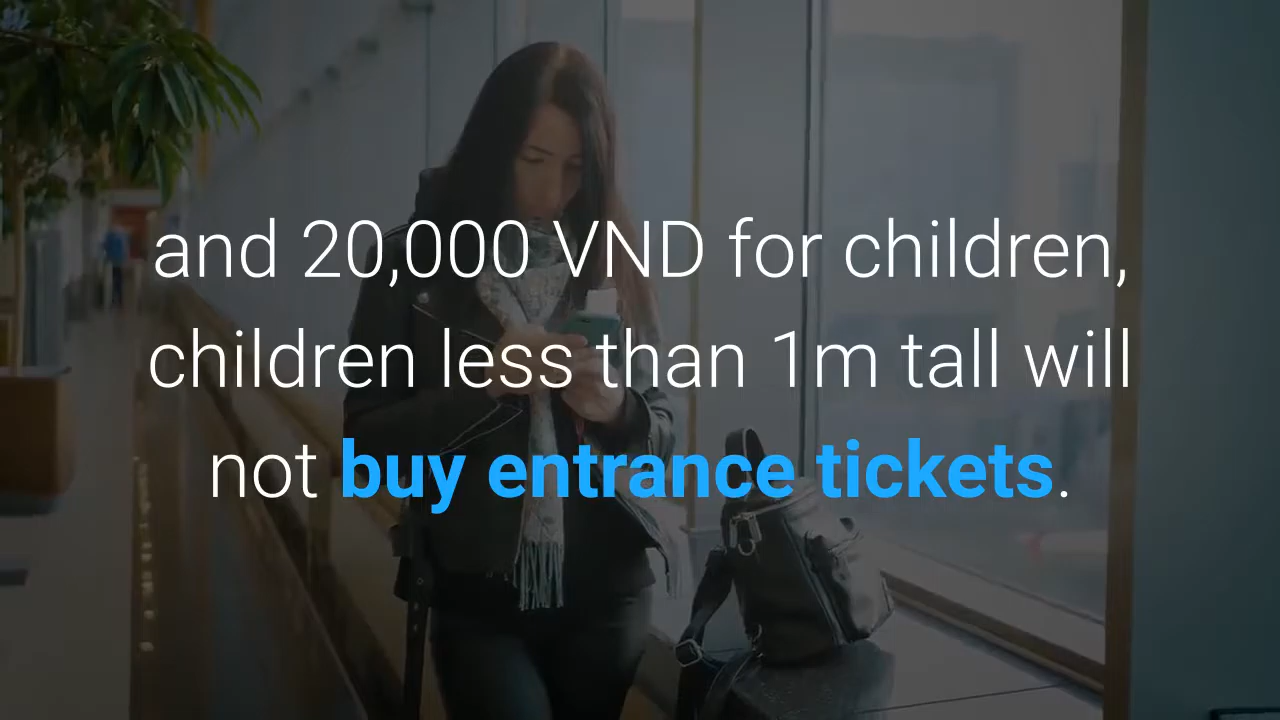 and 20,000 VND for children,
children less than 1m tall will
not buy entrance tickets.